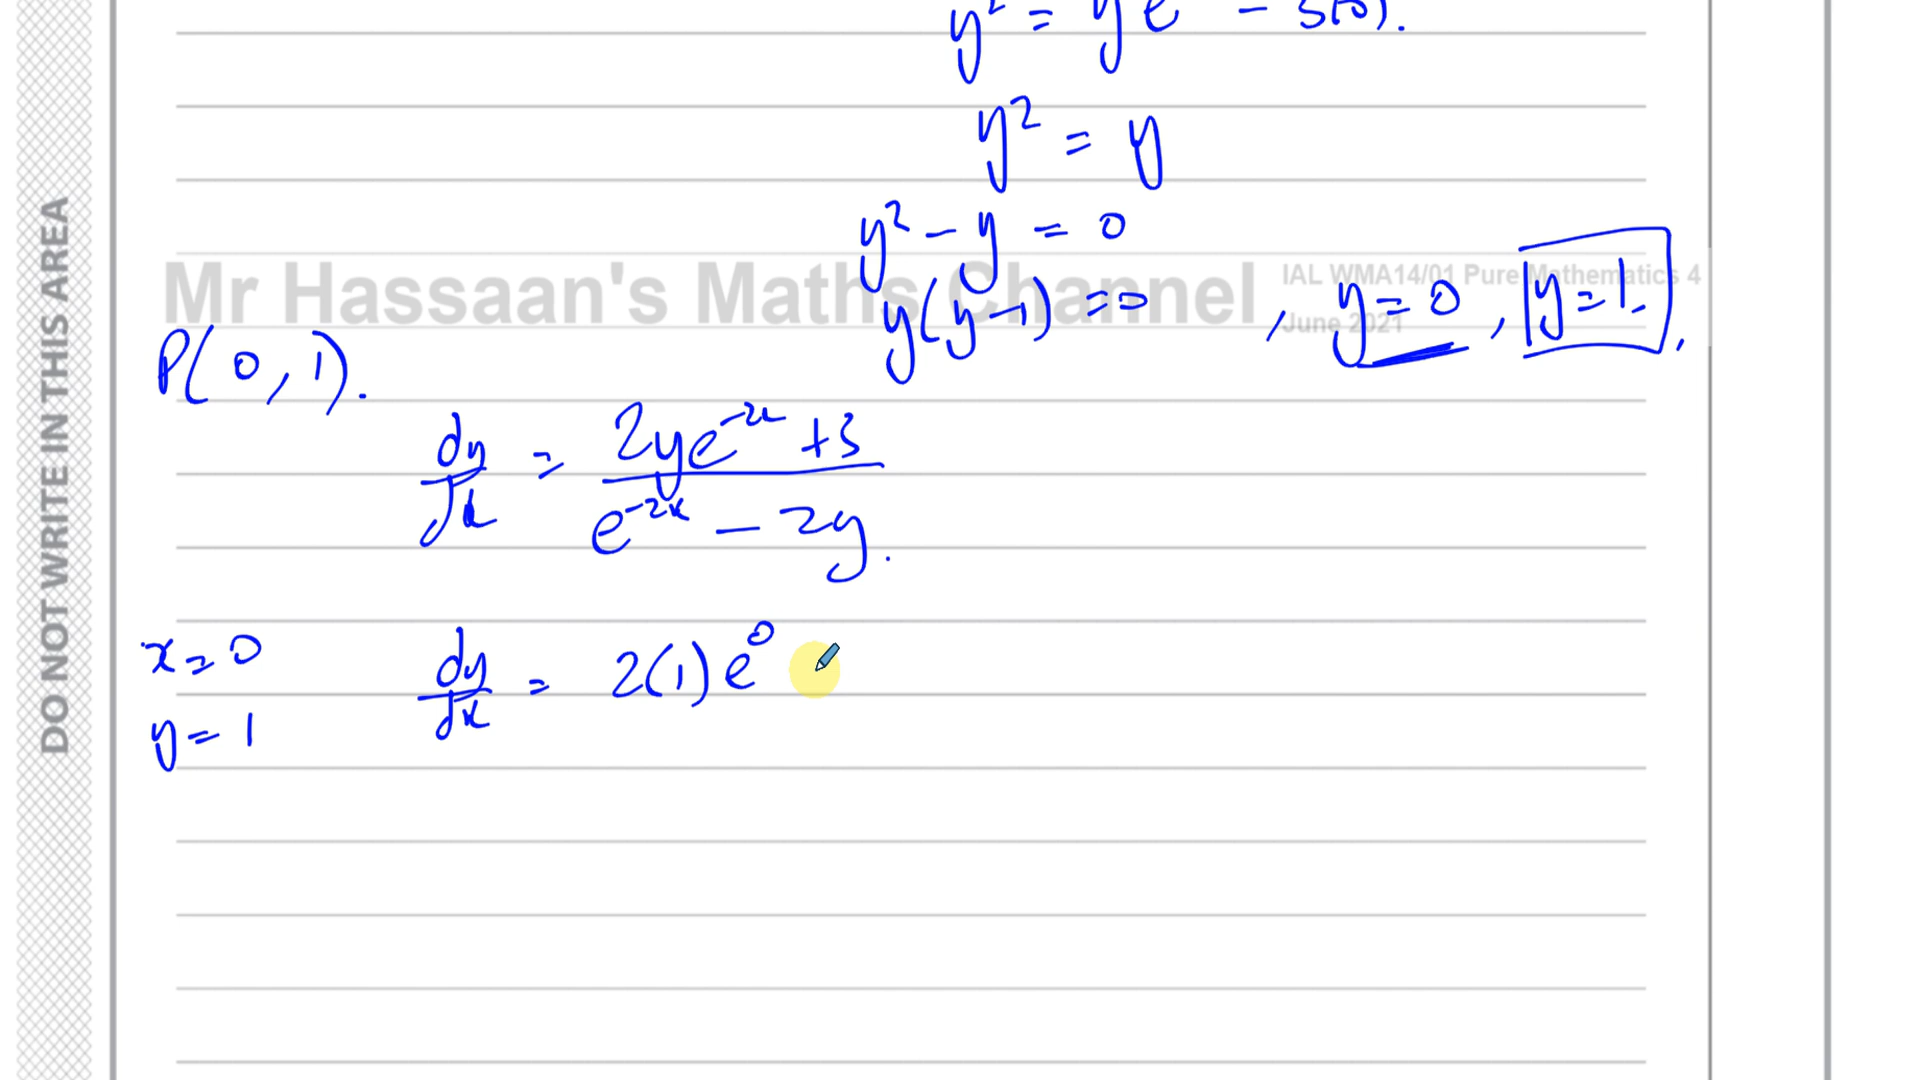 y² = ye - 3(0).
y² = y
y² - y = 0
Mr Hassaan's Maths Channel
IAL WMA14/01 Pure Mathematics 4
June 2021
y(y-1) = 0 , y = 0 , y = 1.
P(0, 1).
dy/dx = (2ye⁻²ˣ + 3)/(e⁻²ˣ - 2y).
x = 0
y = 1
dy/dx = 2(1)e⁰
DO NOT WRITE IN THIS AREA